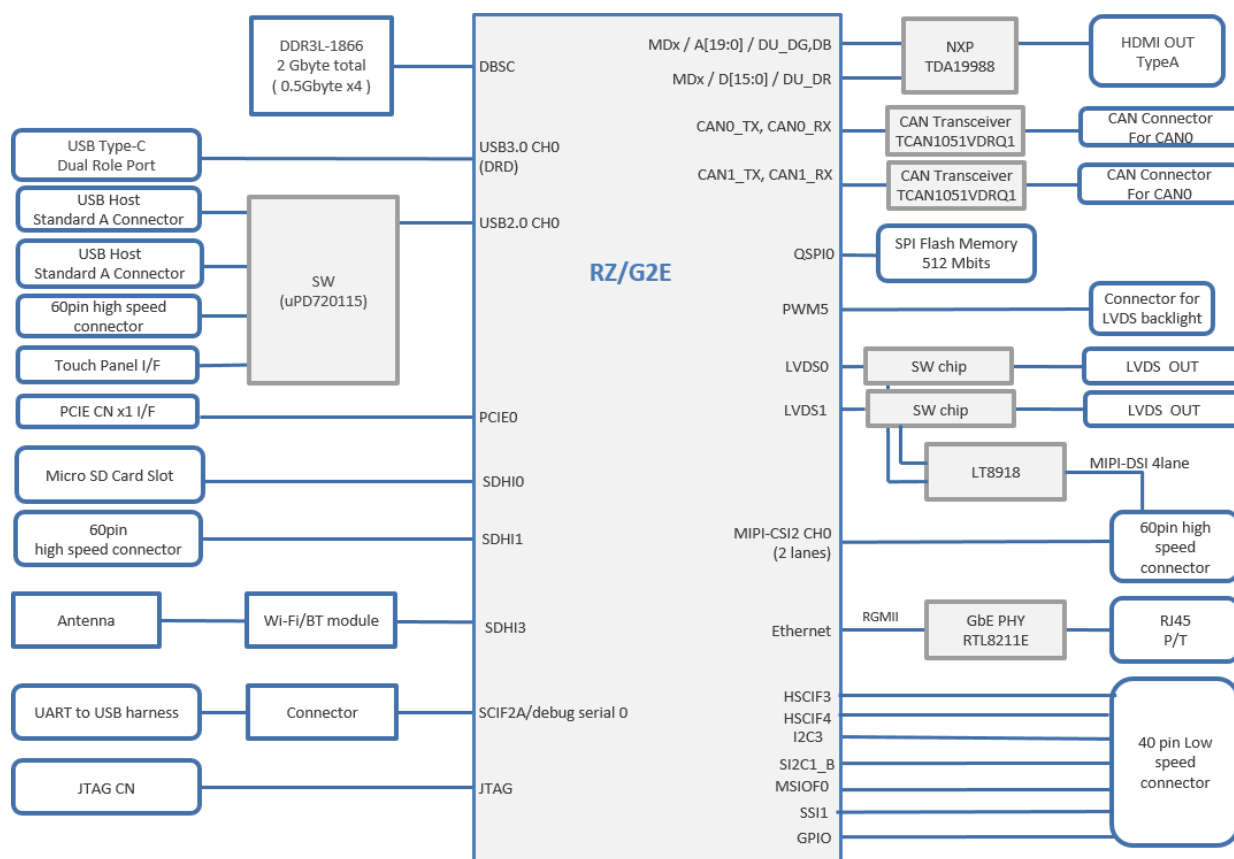 DDR3L-1866
2 Gbyte total
( 0.5Gbyte x4 )
DBSC
USB Type-C
Dual Role Port
USB3.0 CH0
(DRD)
USB Host
Standard A Connector
USB Host
Standard A Connector
60pin high speed
connector
Touch Panel I/F
SW
(uPD720115)
USB2.0 CH0
PCIE CN x1 I/F
PCIE0
Micro SD Card Slot
SDHI0
60pin
high speed connector
SDHI1
Antenna
Wi-Fi/BT module
SDHI3
UART to USB harness
Connector
SCIF2A/debug serial 0
JTAG CN
JTAG
RZ/G2E
MDx / A[19:0] / DU_DG,DB
MDx / D[15:0] / DU_DR
NXP
TDA19988
HDMI OUT
TypeA
CAN0_TX, CAN0_RX
CAN Transceiver
TCAN1051VDRQ1
CAN Connector
For CAN0
CAN1_TX, CAN1_RX
CAN Transceiver
TCAN1051VDRQ1
CAN Connector
For CAN0
QSPI0
SPI Flash Memory
512 Mbits
PWM5
Connector for
LVDS backlight
LVDS0
SW chip
LVDS OUT
LVDS1
SW chip
LVDS OUT
LT8918
MIPI-DSI 4lane
MIPI-CSI2 CH0
(2 lanes)
60pin high
speed
connector
Ethernet
RGMII
GbE PHY
RTL8211E
RJ45
P/T
HSCIF3
HSCIF4
I2C3
SI2C1_B
MSIOF0
SSI1
GPIO
40 pin Low
speed
connector